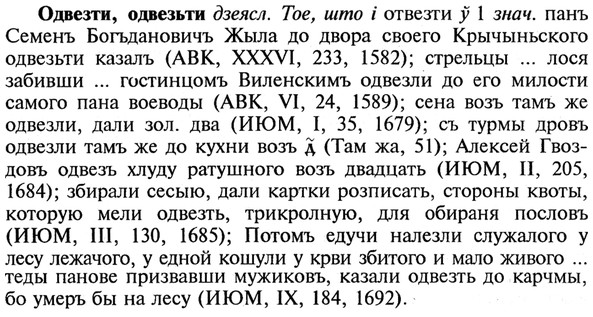 Одвезти, одвезьти дзеясл. Тое, што і отвезти ў 1 знач. панъ
Семенъ Богъдановичъ Жыла до двора своего Крычыньского
одвезьти казалъ (АВК, XXXVI, 233, 1582); стрельцы ... лося
забивши ... гостинцомъ Виленскимъ одвезли до его милости
самого пана воеводы (АВК, VI, 24, 1589); сена возъ тамъ же
одвезли, дали зол. два (ИЮМ, I, 35, 1679); съ турмы дровъ
одвезли тамъ же до кухни возъ д҃ (Там жа, 51); Алексей Гвоз-
довъ одвезъ хлуду ратушного возъ двадцать (ИЮМ, II, 205,
1684); збирали сесыю, дали картки розписать, стороны квоты,
которую мели одвезть, трикролную, для обираня пословъ
(ИЮМ, III, 130, 1685); Потомъ едучи налезли служалого у
лесу лежачого, у едной кошули у крви збитого и мало живого ...
теды панове призвавши мужиковъ, казали одвезть до карчмы,
бо умеръ бы на лесу (ИЮМ, IX, 184, 1692).